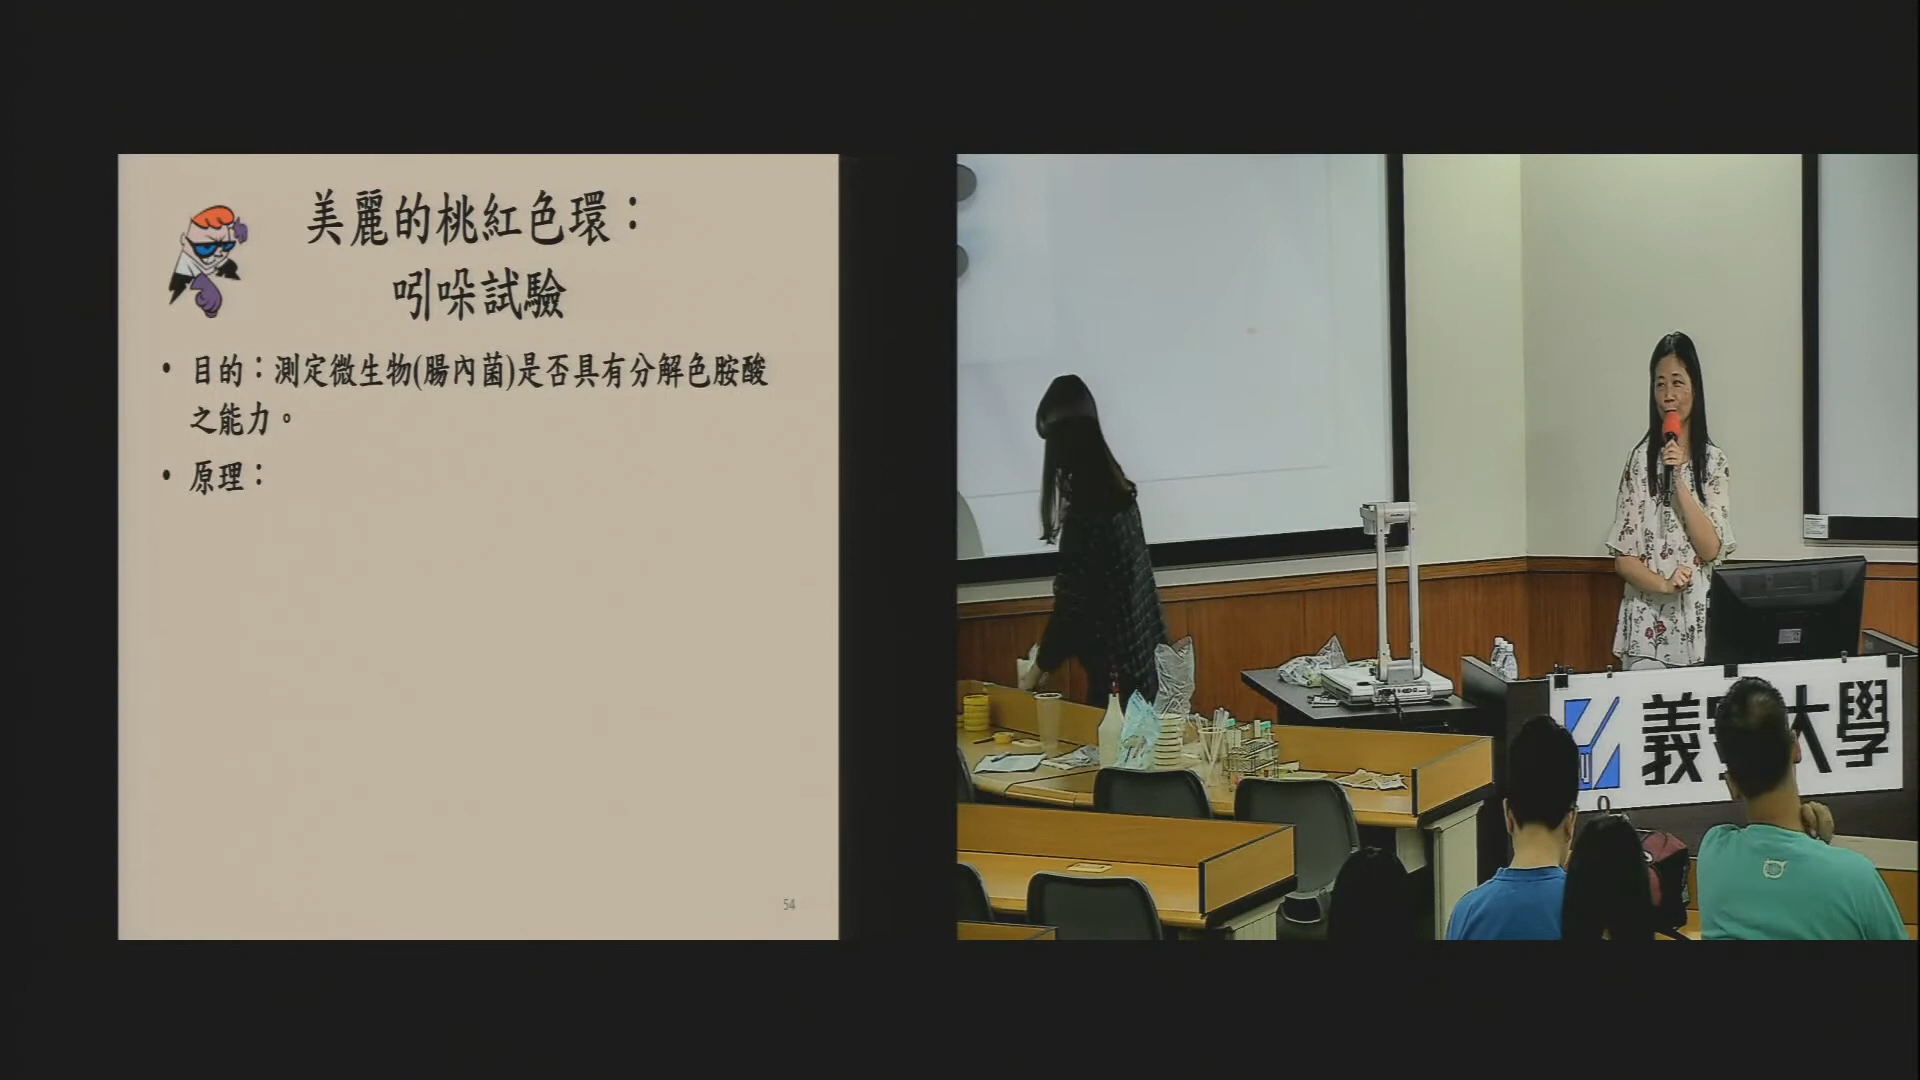 美麗的桃紅色環：
吲哚試驗
• 目的：測定微生物(腸內菌)是否具有分解色胺酸
之能力。
• 原理：
54
義守大學